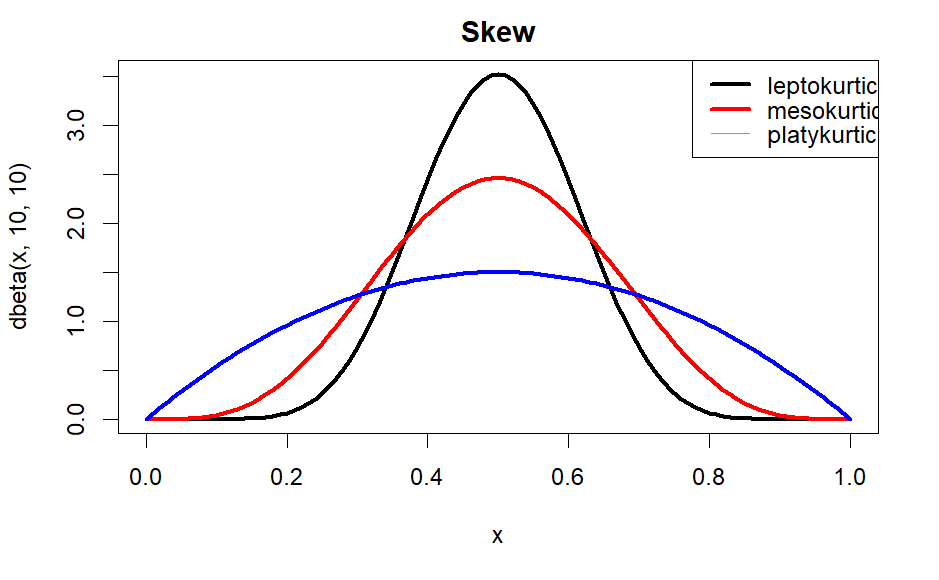 Skew
leptokurtic
mesokurtic
platykurtic
dbeta(x, 10, 10)
3.0
2.0
1.0
0.0
0.0 0.2 0.4 0.6 0.8 1.0
x